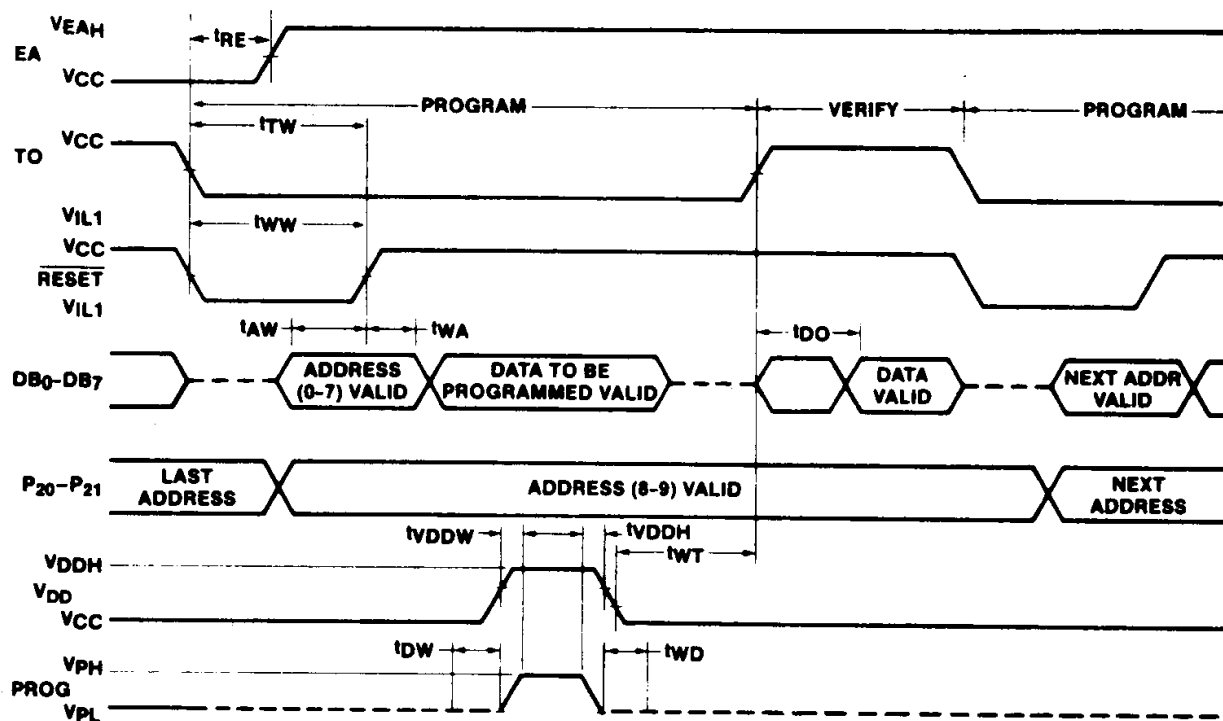 VEAH
tRE
EA
VCC
PROGRAM
VERIFY
PROGRAM
tTW
VCC
TO
VIL1
tWW
VCC
RESET
VIL1
tAW
tWA
tDO
DB0-DB7
ADDRESS
(0-7) VALID
DATA TO BE
PROGRAMMED VALID
DATA
VALID
NEXT ADDR
VALID
P20-P21
LAST
ADDRESS
ADDRESS (8-9) VALID
NEXT
ADDRESS
tVDDW
tVDDH
tWT
VDDH
VDD
VCC
tDW
tWD
VPH
PROG
VPL